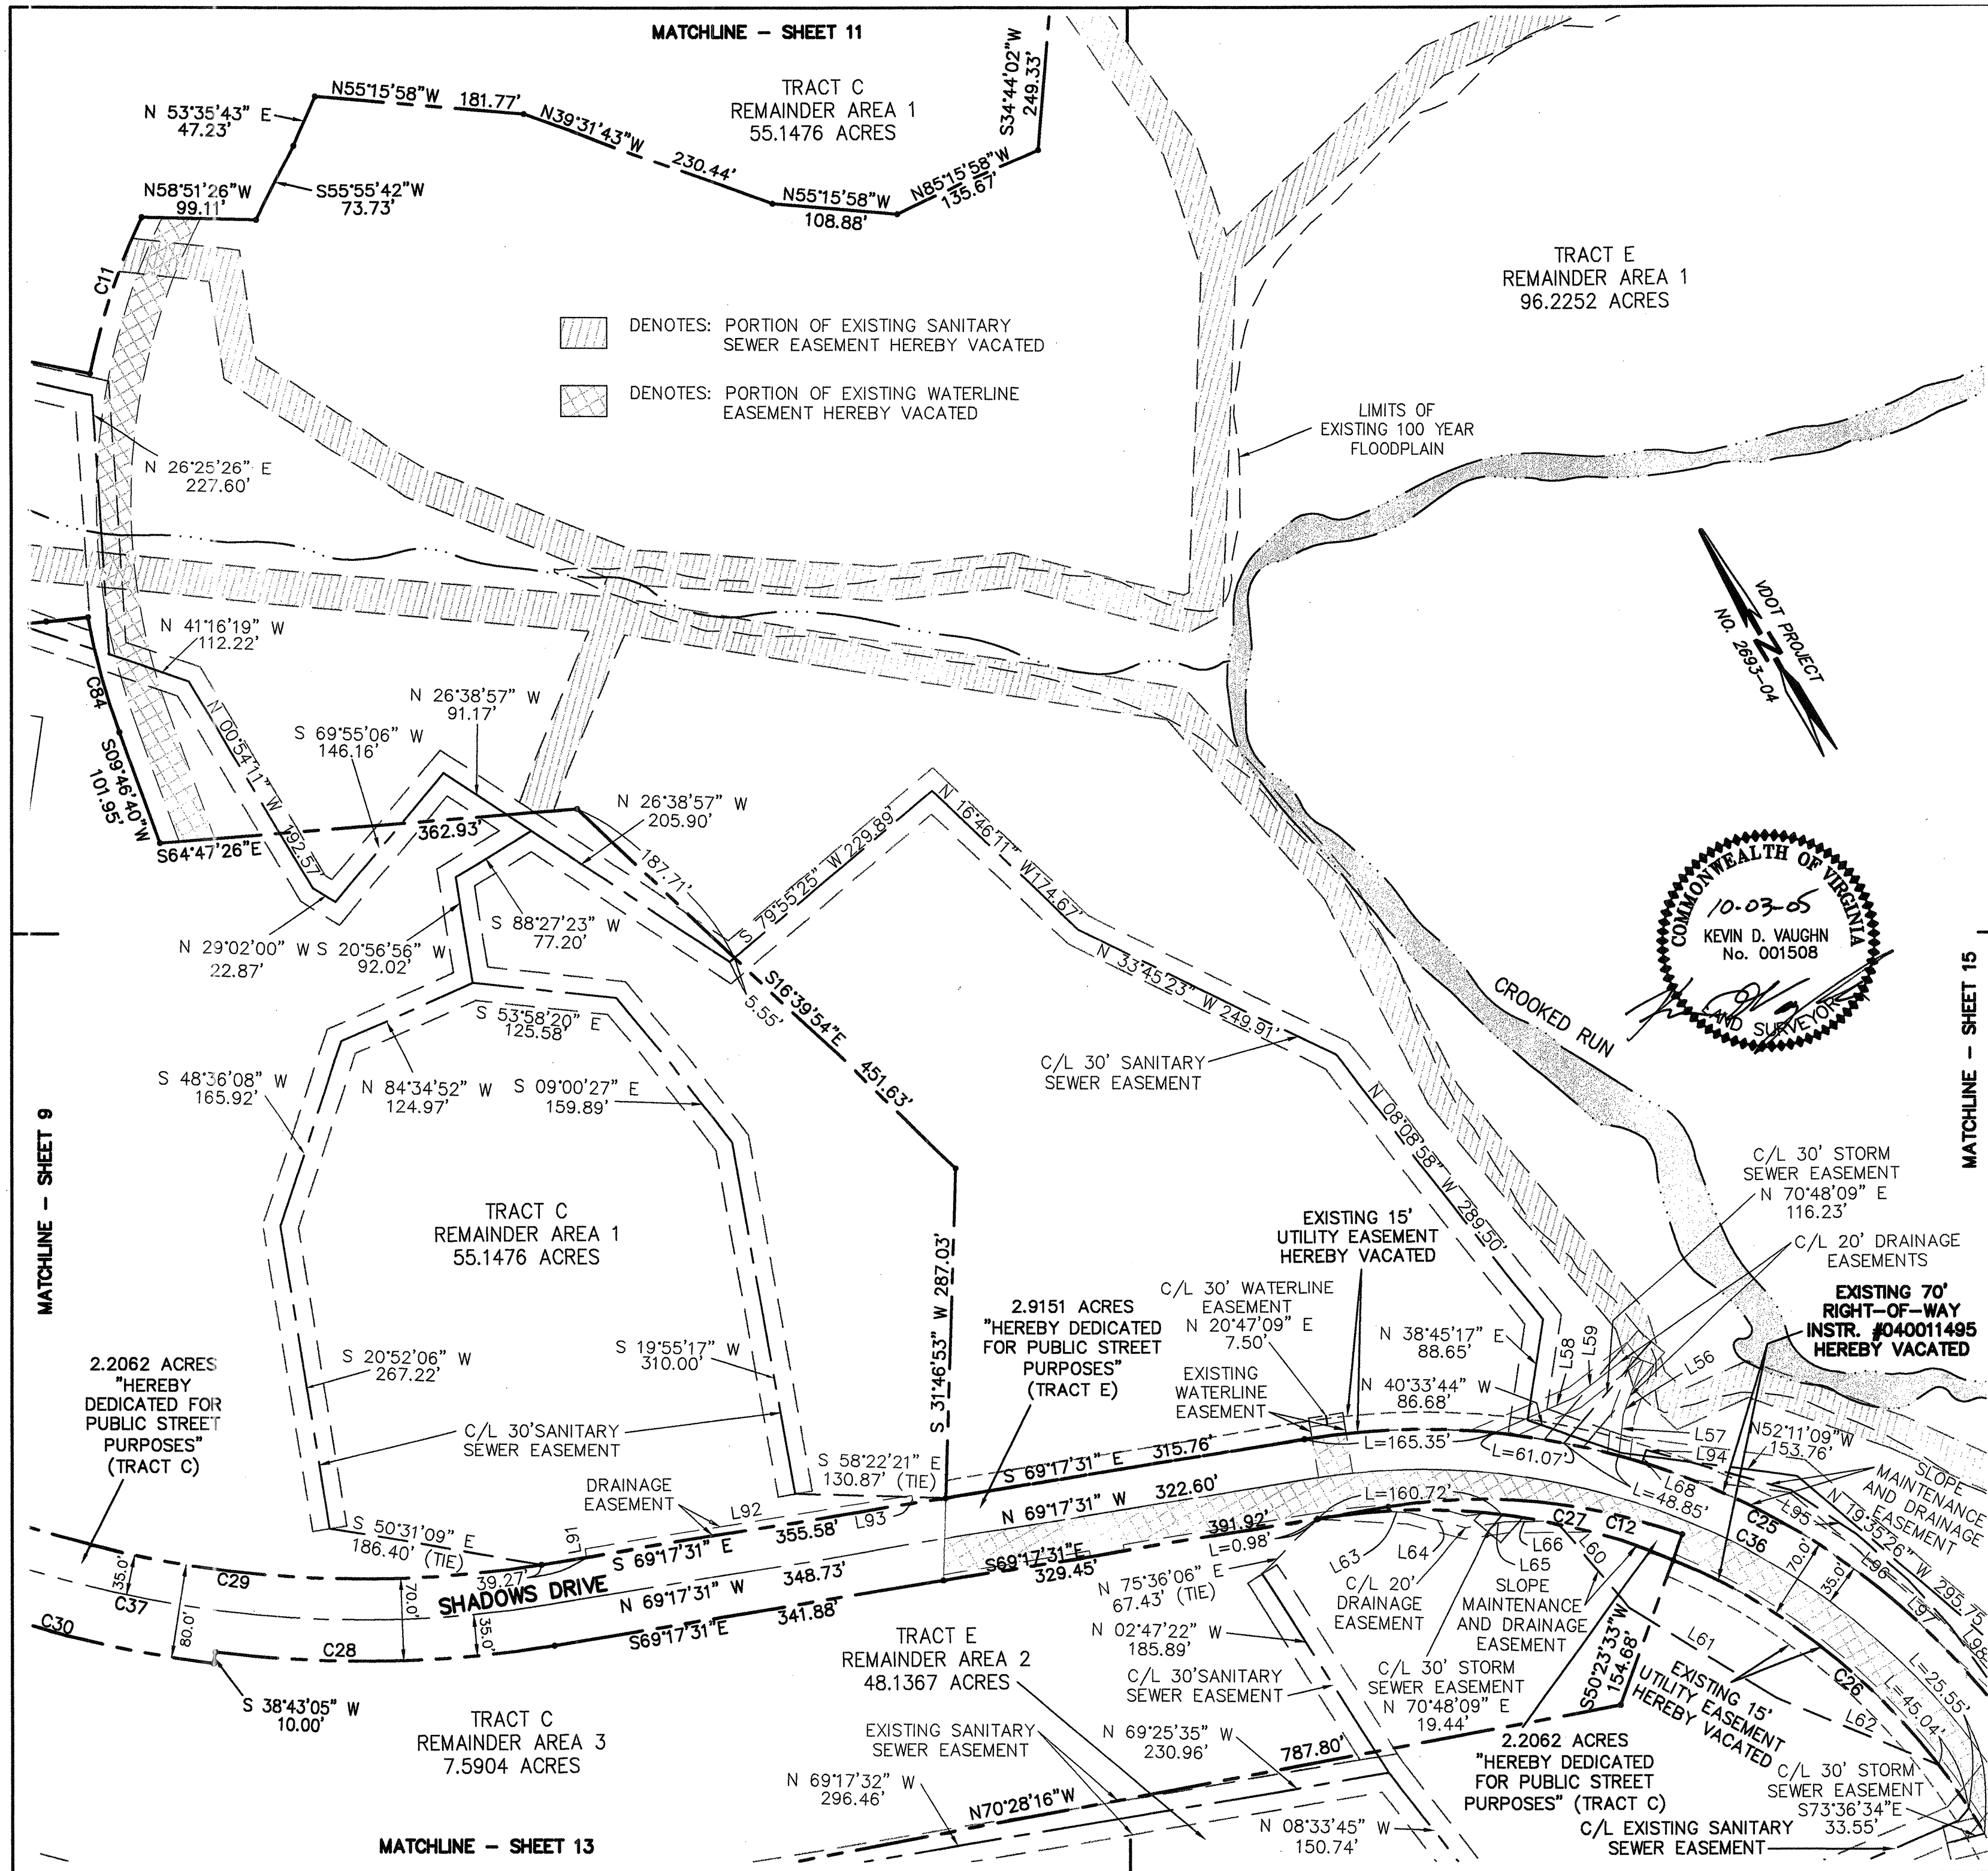 MATCHLINE – SHEET 11
TRACT C
REMAINDER AREA 1
55.1476 ACRES
N 53°35'43" E
47.23'
N55°15'58"W 181.77'
N39°31'43"W 230.44'
N58°51'26"W
99.11'
S55°55'42"W
73.73'
N55°15'58"W
108.88'
N85°15'58"W
135.67'
S34°44'02"W
249.33'
C11
TRACT E
REMAINDER AREA 1
96.2252 ACRES
DENOTES: PORTION OF EXISTING SANITARY
SEWER EASEMENT HEREBY VACATED
DENOTES: PORTION OF EXISTING WATERLINE
EASEMENT HEREBY VACATED
LIMITS OF
EXISTING 100 YEAR
FLOODPLAIN
N 26°25'26" E
227.60'
N
VDOT PROJECT
NO. 2693-04
N 41°16'19" W
112.22'
C84
S09°46'40"W
101.95'
N 00°54'11" W 192.57'
S 69°55'06" W
146.16'
N 26°38'57" W
91.17'
N 26°38'57" W
205.90'
S64°47'26"E
362.93'
187.71'
S 79°55'25" W 229.89'
N 16°46'11" W 174.67'
N 33°45'23" W 249.91'
COMMONWEALTH OF VIRGINIA
10-03-05
KEVIN D. VAUGHN
No. 001508
LAND SURVEYOR
N 29°02'00" W
22.87'
S 20°56'56" W
92.02'
S 88°27'23" W
77.20'
5.55'
S16°39'54"E
451.63'
CROOKED RUN
MATCHLINE – SHEET 15
MATCHLINE – SHEET 9
S 53°58'20" E
125.58'
S 48°36'08" W
165.92'
N 84°34'52" W
124.97'
S 09°00'27" E
159.89'
C/L 30' SANITARY
SEWER EASEMENT
N 08°08'58" W 289.50'
C/L 30' STORM
SEWER EASEMENT
N 70°48'09" E
116.23'
C/L 20' DRAINAGE
EASEMENTS
TRACT C
REMAINDER AREA 1
55.1476 ACRES
S 31°46'53" W 287.03'
EXISTING 15'
UTILITY EASEMENT
HEREBY VACATED
C/L 30' WATERLINE
EASEMENT
N 20°47'09" E
7.50'
EXISTING
WATERLINE
EASEMENT
2.9151 ACRES
"HEREBY DEDICATED
FOR PUBLIC STREET
PURPOSES"
(TRACT E)
N 38°45'17" E
88.65'
N 40°33'44" W
86.68'
L58
L59
L56
EXISTING 70'
RIGHT-OF-WAY
INSTR. #040011495
HEREBY VACATED
2.2062 ACRES
"HEREBY
DEDICATED FOR
PUBLIC STREET
PURPOSES"
(TRACT C)
S 20°52'06" W
267.22'
S 19°55'17" W
310.00'
C/L 30'SANITARY
SEWER EASEMENT
S 58°22'21" E
130.87' (TIE)
DRAINAGE
EASEMENT
L92
L93
L67
S 50°31'09" E
186.40' (TIE)
S 69°17'31" E 315.76'
N 69°17'31" W 322.60'
L=165.35'
L=61.07'
L57
L94
N52°11'09"W
153.76'
SLOPE
MAINTENANCE
AND DRAINAGE
EASEMENT
L68
L=48.85'
L95
N 19°35'26" W 295.75'
L96
L97
L98
C25
C36
L=160.72'
C27
C12
391.92'
L=0.98'
S69°17'31"E
329.45'
S 69°17'31" E 355.58'
39.27'
SHADOWS DRIVE
N 69°17'31" W 348.73'
S69°17'31"E 341.88'
C29
C37
C30
C28
35.0'
80.0'
70.0'
35.0'
S 38°43'05" W
10.00'
L63
L64
L66
L65
L60
C/L 20'
DRAINAGE
EASEMENT
SLOPE
MAINTENANCE
AND DRAINAGE
EASEMENT
70.0'
35.0'
N 75°36'06" E
67.43' (TIE)
N 02°47'22" W
185.89'
C/L 30'SANITARY
SEWER EASEMENT
C/L 30' STORM
SEWER EASEMENT
N 70°48'09" E
19.44'
S50°23'33"W
154.68'
L61
L62
EXISTING 15'
UTILITY EASEMENT
HEREBY VACATED
C26
L=25.55'
L=45.04'
TRACT E
REMAINDER AREA 2
48.1367 ACRES
TRACT C
REMAINDER AREA 3
7.5904 ACRES
EXISTING SANITARY
SEWER EASEMENT
N 69°25'35" W
230.96'
787.80'
N 69°17'32" W
296.46'
N70°28'16"W
N 08°33'45" W
150.74'
2.2062 ACRES
"HEREBY DEDICATED
FOR PUBLIC STREET
PURPOSES" (TRACT C)
C/L 30' STORM
SEWER EASEMENT
S73°36'34"E
33.55'
C/L EXISTING SANITARY
SEWER EASEMENT
MATCHLINE – SHEET 13